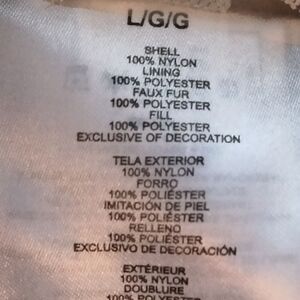 L/G/G
SHELL
100% NYLON
LINING
100% POLYESTER
FAUX FUR
100% POLYESTER
FILL
100% POLYESTER
EXCLUSIVE OF DECORATION
TELA EXTERIOR
100% NYLON
FORRO
100% POLIÉSTER
IMITACIÓN DE PIEL
100% POLIÉSTER
RELLENO
100% POLIÉSTER
EXCLUSIVO DE DECORACIÓN
EXTÉRIEUR
100% NYLON
DOUBLURE
100% POLYESTER